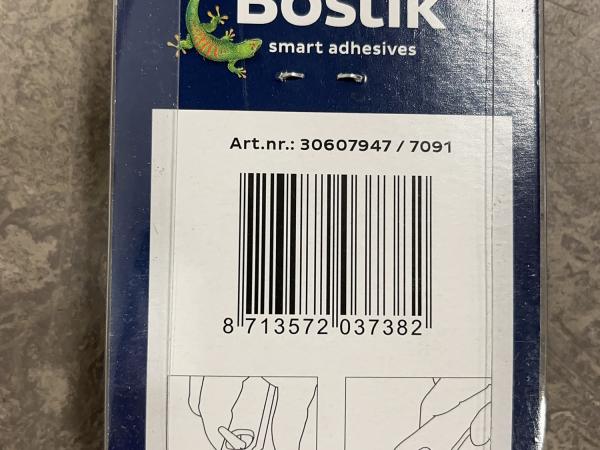 Bostik
smart adhesives
Art.nr.: 30607947 / 7091
8 713572 037382